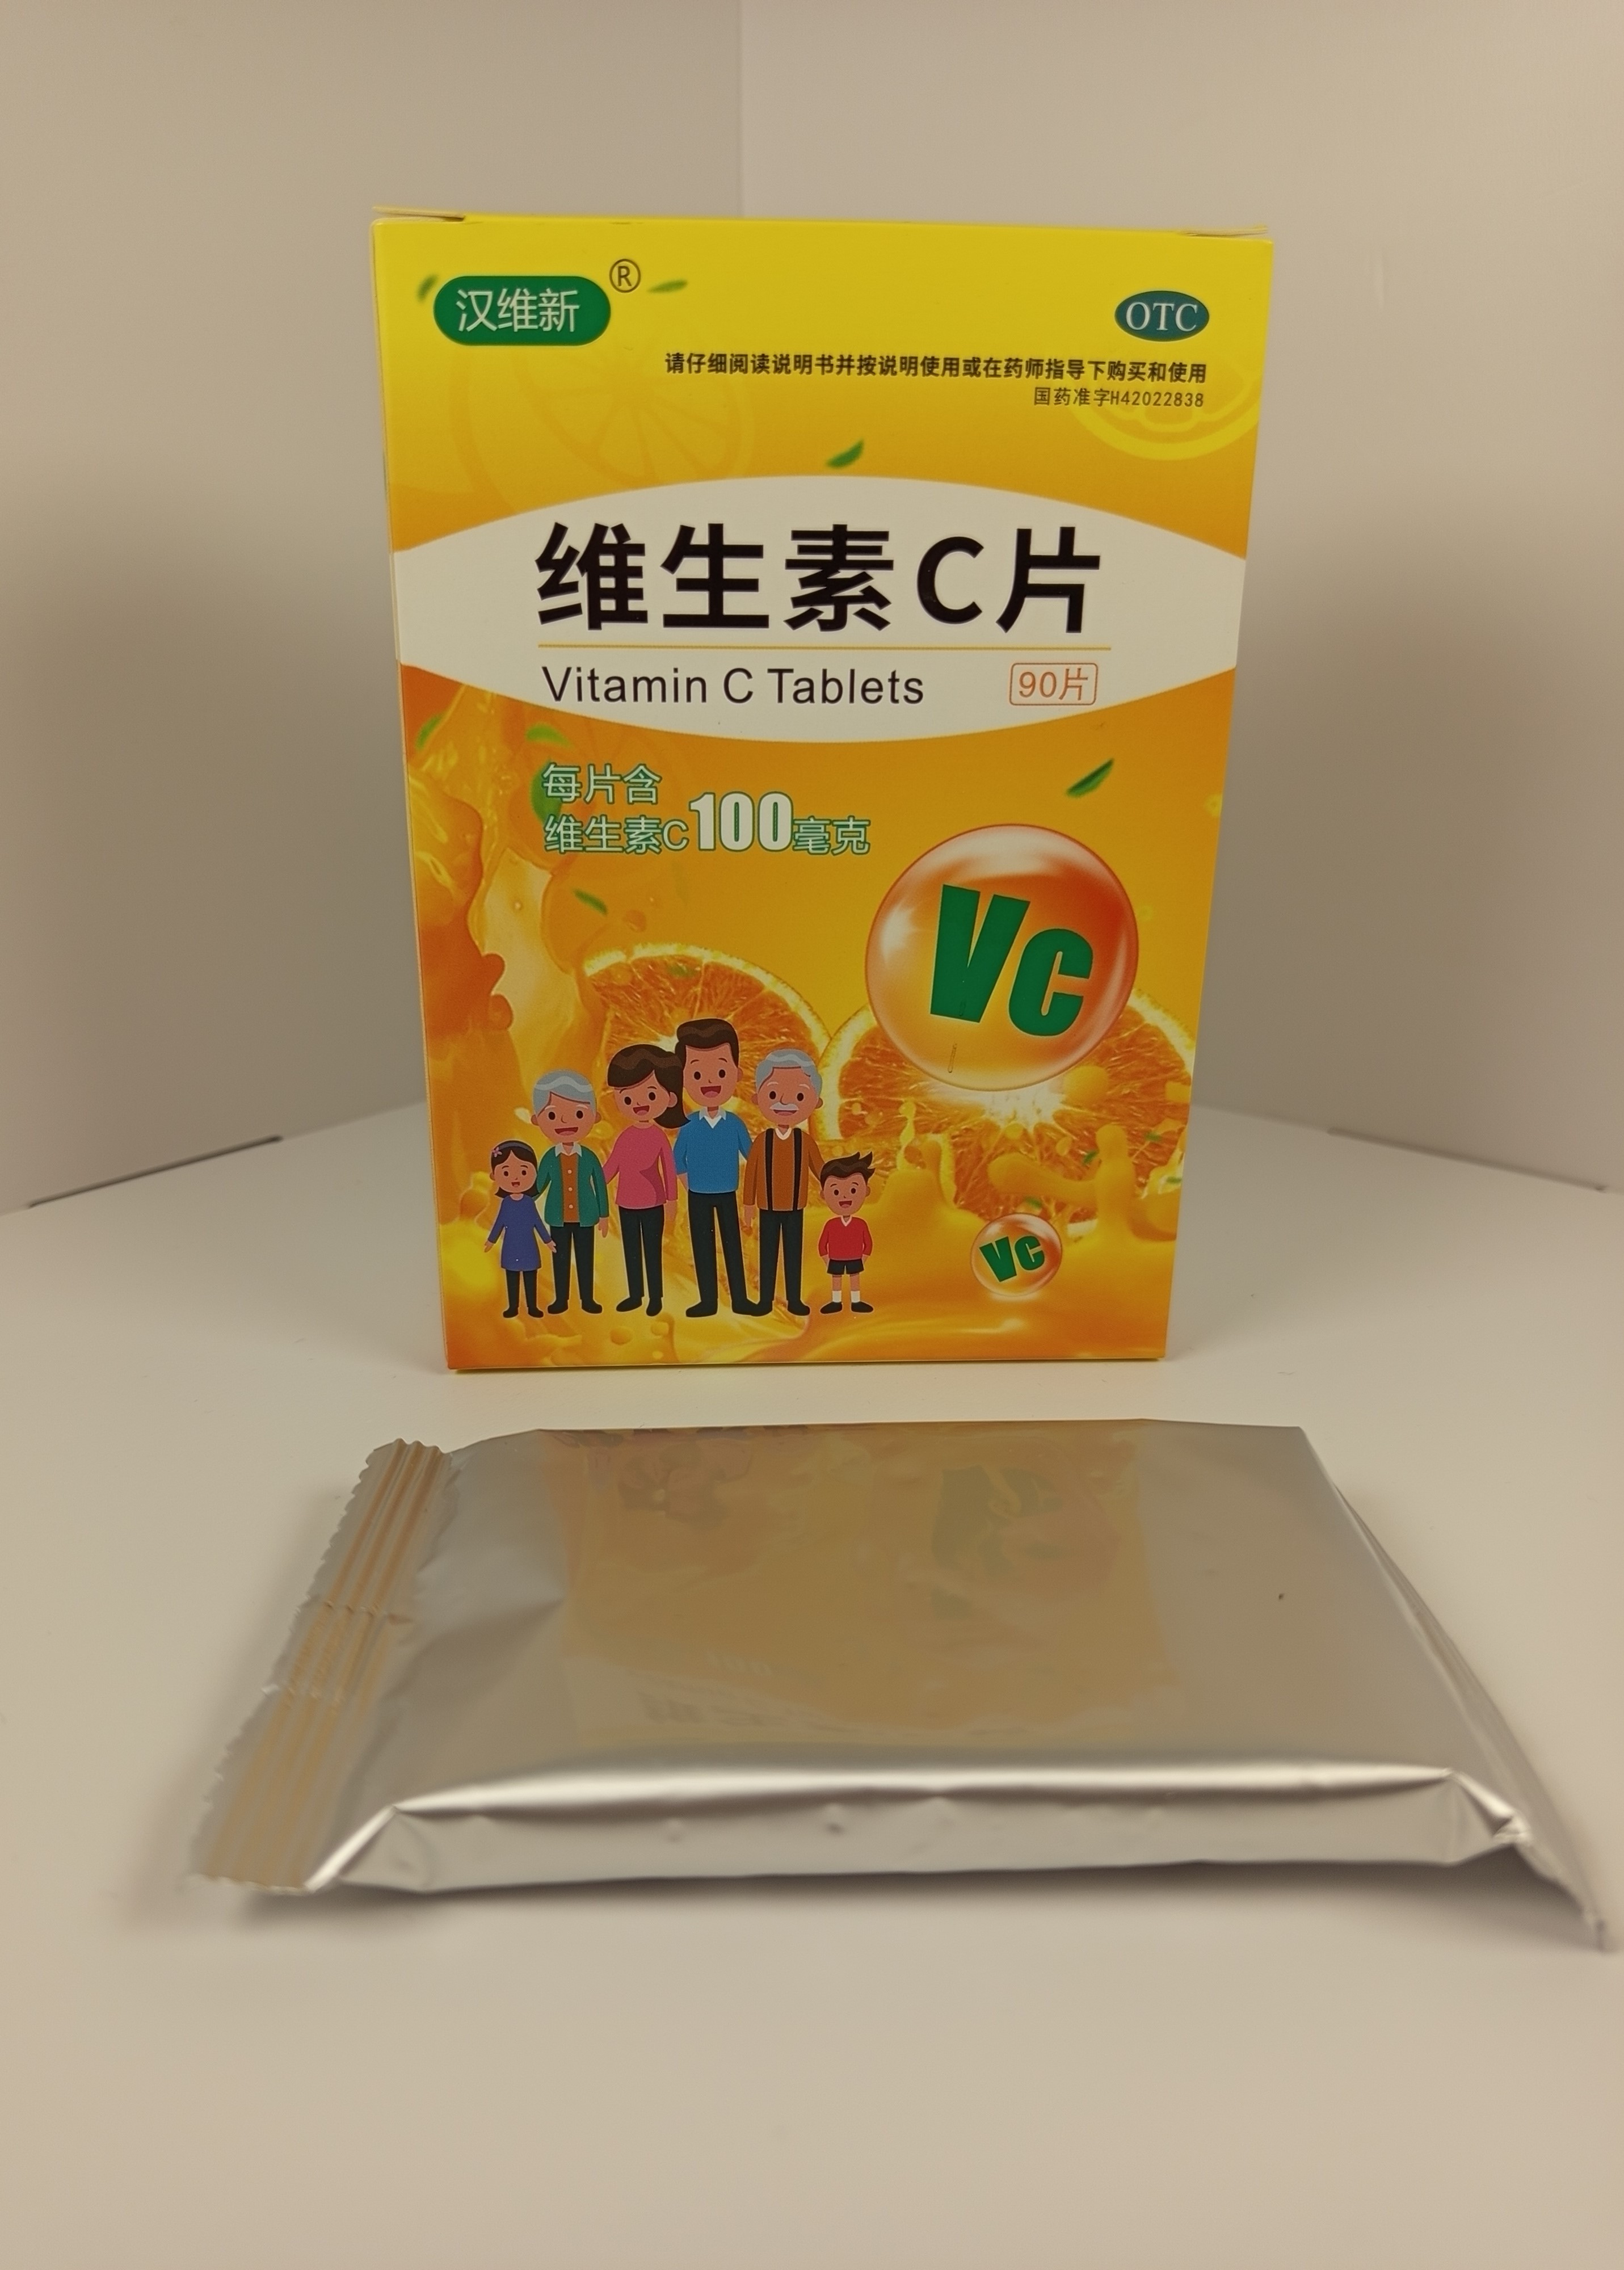 汉维新®
OTC
请仔细阅读说明书并按说明使用或在药师指导下购买和使用
国药准字H42022838
维生素C片
Vitamin C Tablets 90片
每片含
维生素C100毫克
Vc
Vc